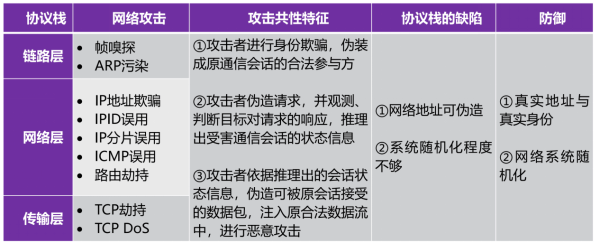 协议栈
网络攻击
攻击共性特征
协议栈的缺陷
防御
链路层
• 帧嗅探
• ARP污染
网络层
• IP地址欺骗
• IPID误用
• IP分片误用
• ICMP误用
• 路由劫持
传输层
• TCP劫持
• TCP DoS
①攻击者进行身份欺骗，伪装
成原通信会话的合法参与方
②攻击者伪造请求，并观测、
判断目标对请求的响应，推理
出受害通信会话的状态信息
③攻击者依据推理出的会话状
态信息，伪造可被原会话接受
的数据包，注入原合法数据流
中，进行恶意攻击
①网络地址可伪造
②系统随机化程度
不够
①真实地址与
真实身份
②网络系统随
机化